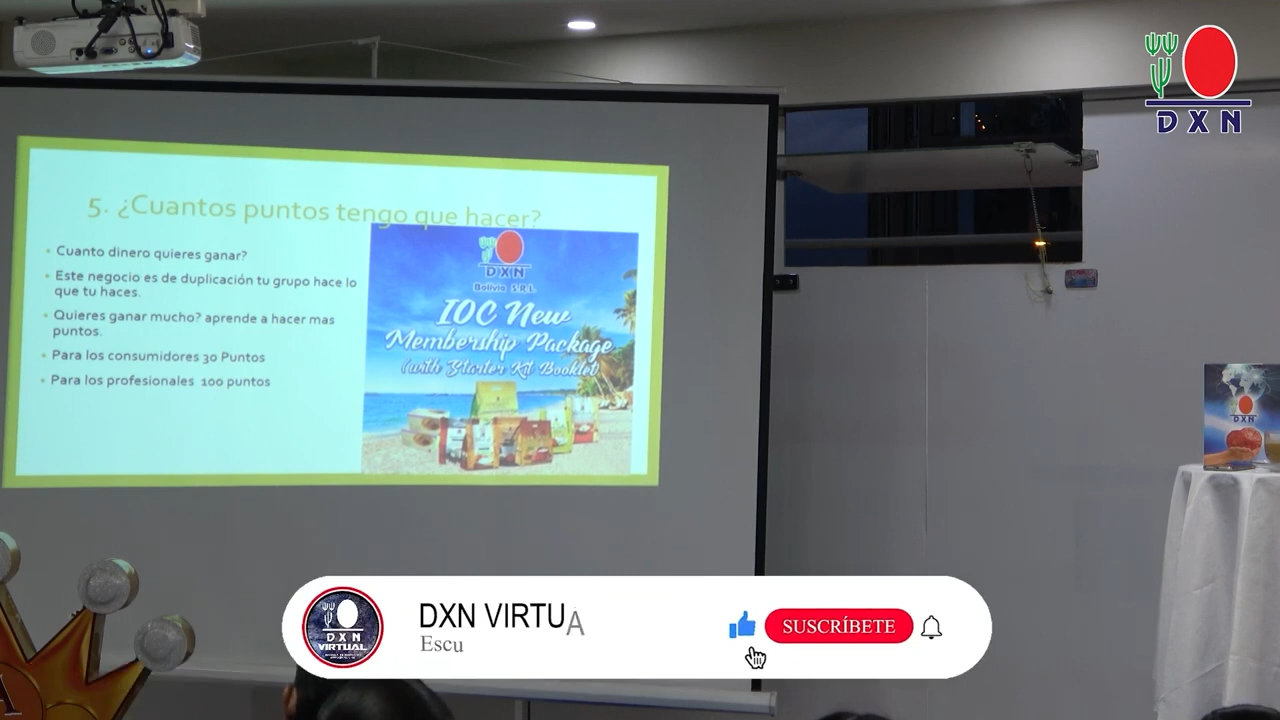 DXN
5. ¿Cuantos puntos tengo que hacer?
• Cuanto dinero quieres ganar?
• Este negocio es de duplicación tu grupo hace lo
que tu haces.
• Quieres ganar mucho? aprende a hacer mas
puntos.
• Para los consumidores 30 Puntos
• Para los profesionales 100 puntos
DXN
Bolivia S.R.L.
IOC New
Membership Package
(with Starter Kit Booklet)
DXN
DXN VIRTUA
Escu
SUSCRÍBETE
DXN
VIRTUAL
A